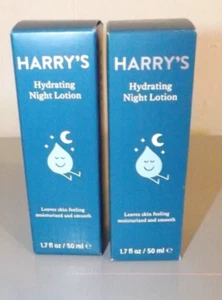 HARRY'S
Hydrating
Night Lotion
Leaves skin feeling
moisturized and smooth
1.7 fl oz / 50 ml ℮
HARRY'S
Hydrating
Night Lotion
Leaves skin feeling
moisturized and smooth
1.7 fl oz / 50 ml ℮